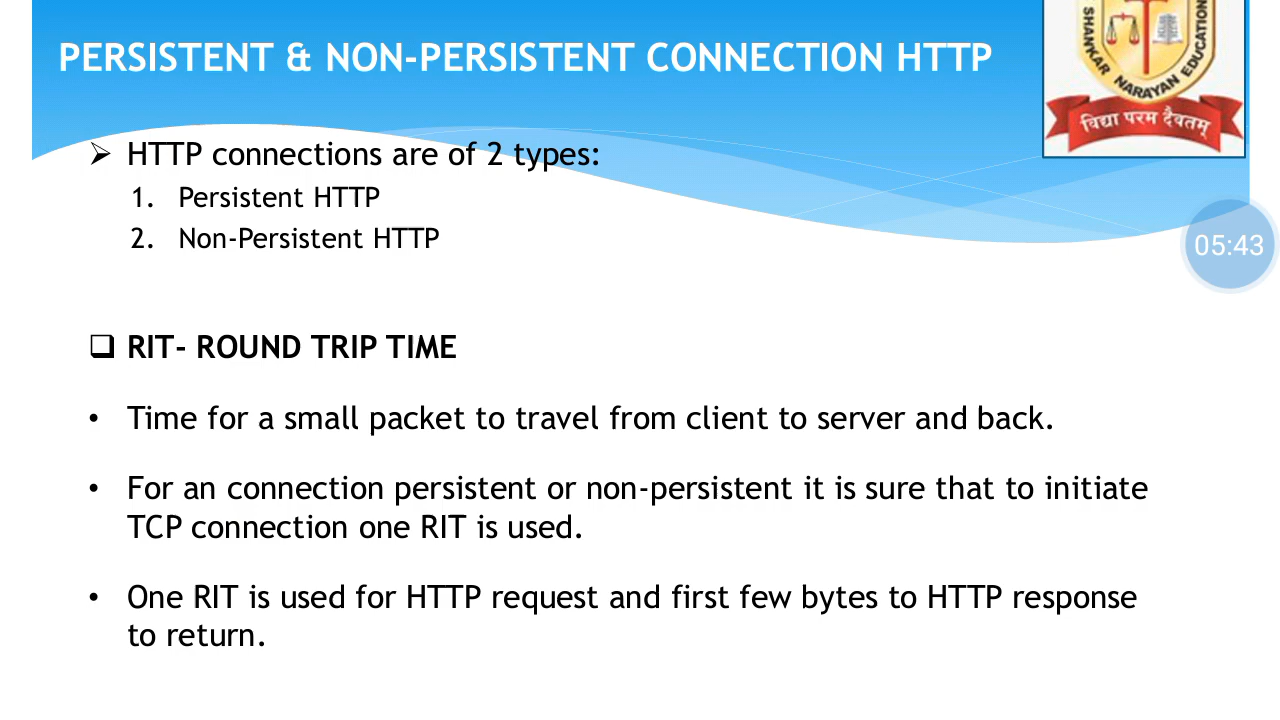 PERSISTENT & NON-PERSISTENT CONNECTION HTTP
SHANKAR NARAYAN EDUCATION
विद्या परम दैवतम्
➢ HTTP connections are of 2 types:
1. Persistent HTTP
2. Non-Persistent HTTP
05:43
❑ RIT- ROUND TRIP TIME
• Time for a small packet to travel from client to server and back.
• For an connection persistent or non-persistent it is sure that to initiate
TCP connection one RIT is used.
• One RIT is used for HTTP request and first few bytes to HTTP response
to return.